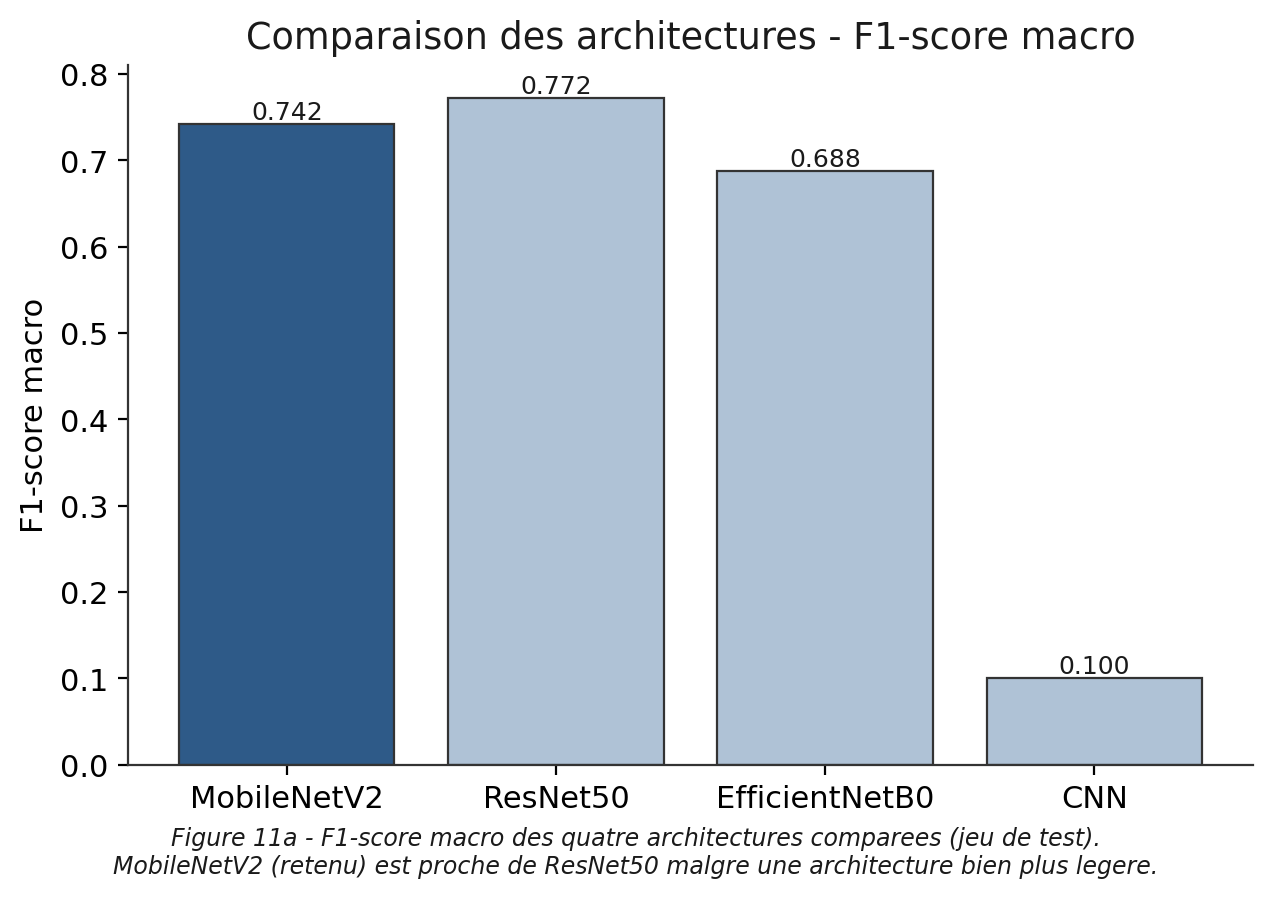 Comparaison des architectures - F1-score macro
F1-score macro
0.8
0.7
0.6
0.5
0.4
0.3
0.2
0.1
0.0
0.742
0.772
0.688
0.100
MobileNetV2
ResNet50
EfficientNetB0
CNN
Figure 11a - F1-score macro des quatre architectures comparees (jeu de test).
MobileNetV2 (retenu) est proche de ResNet50 malgre une architecture bien plus legere.